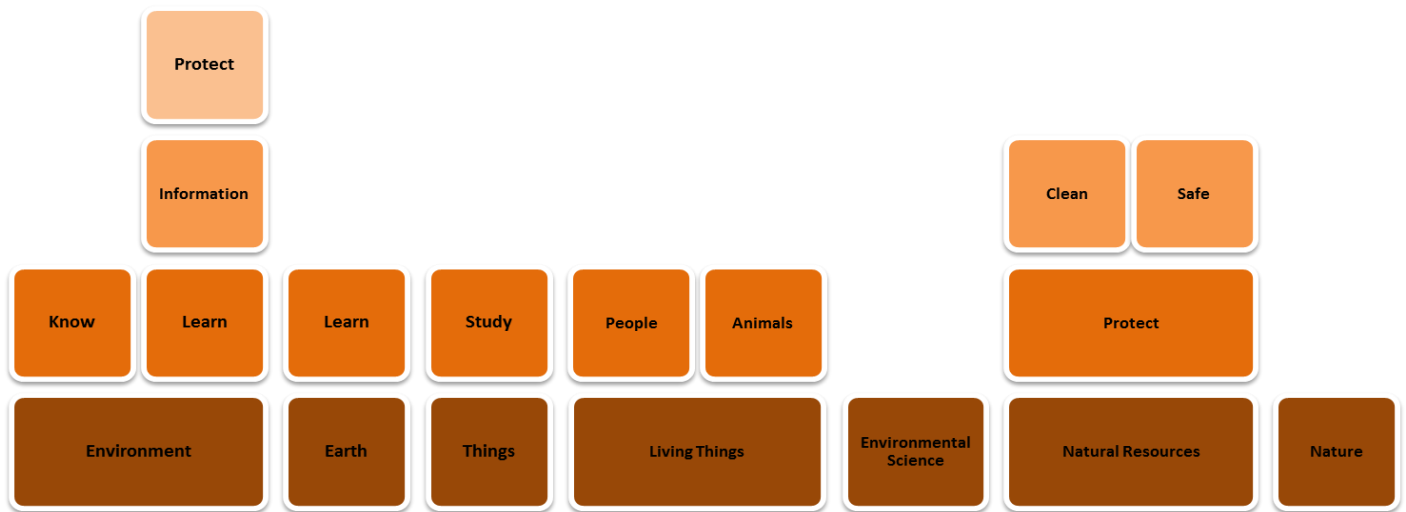 Protect
Information
Clean
Safe
Know
Learn
Learn
Study
People
Animals
Protect
Environment
Earth
Things
Living Things
Environmental
Science
Natural Resources
Nature